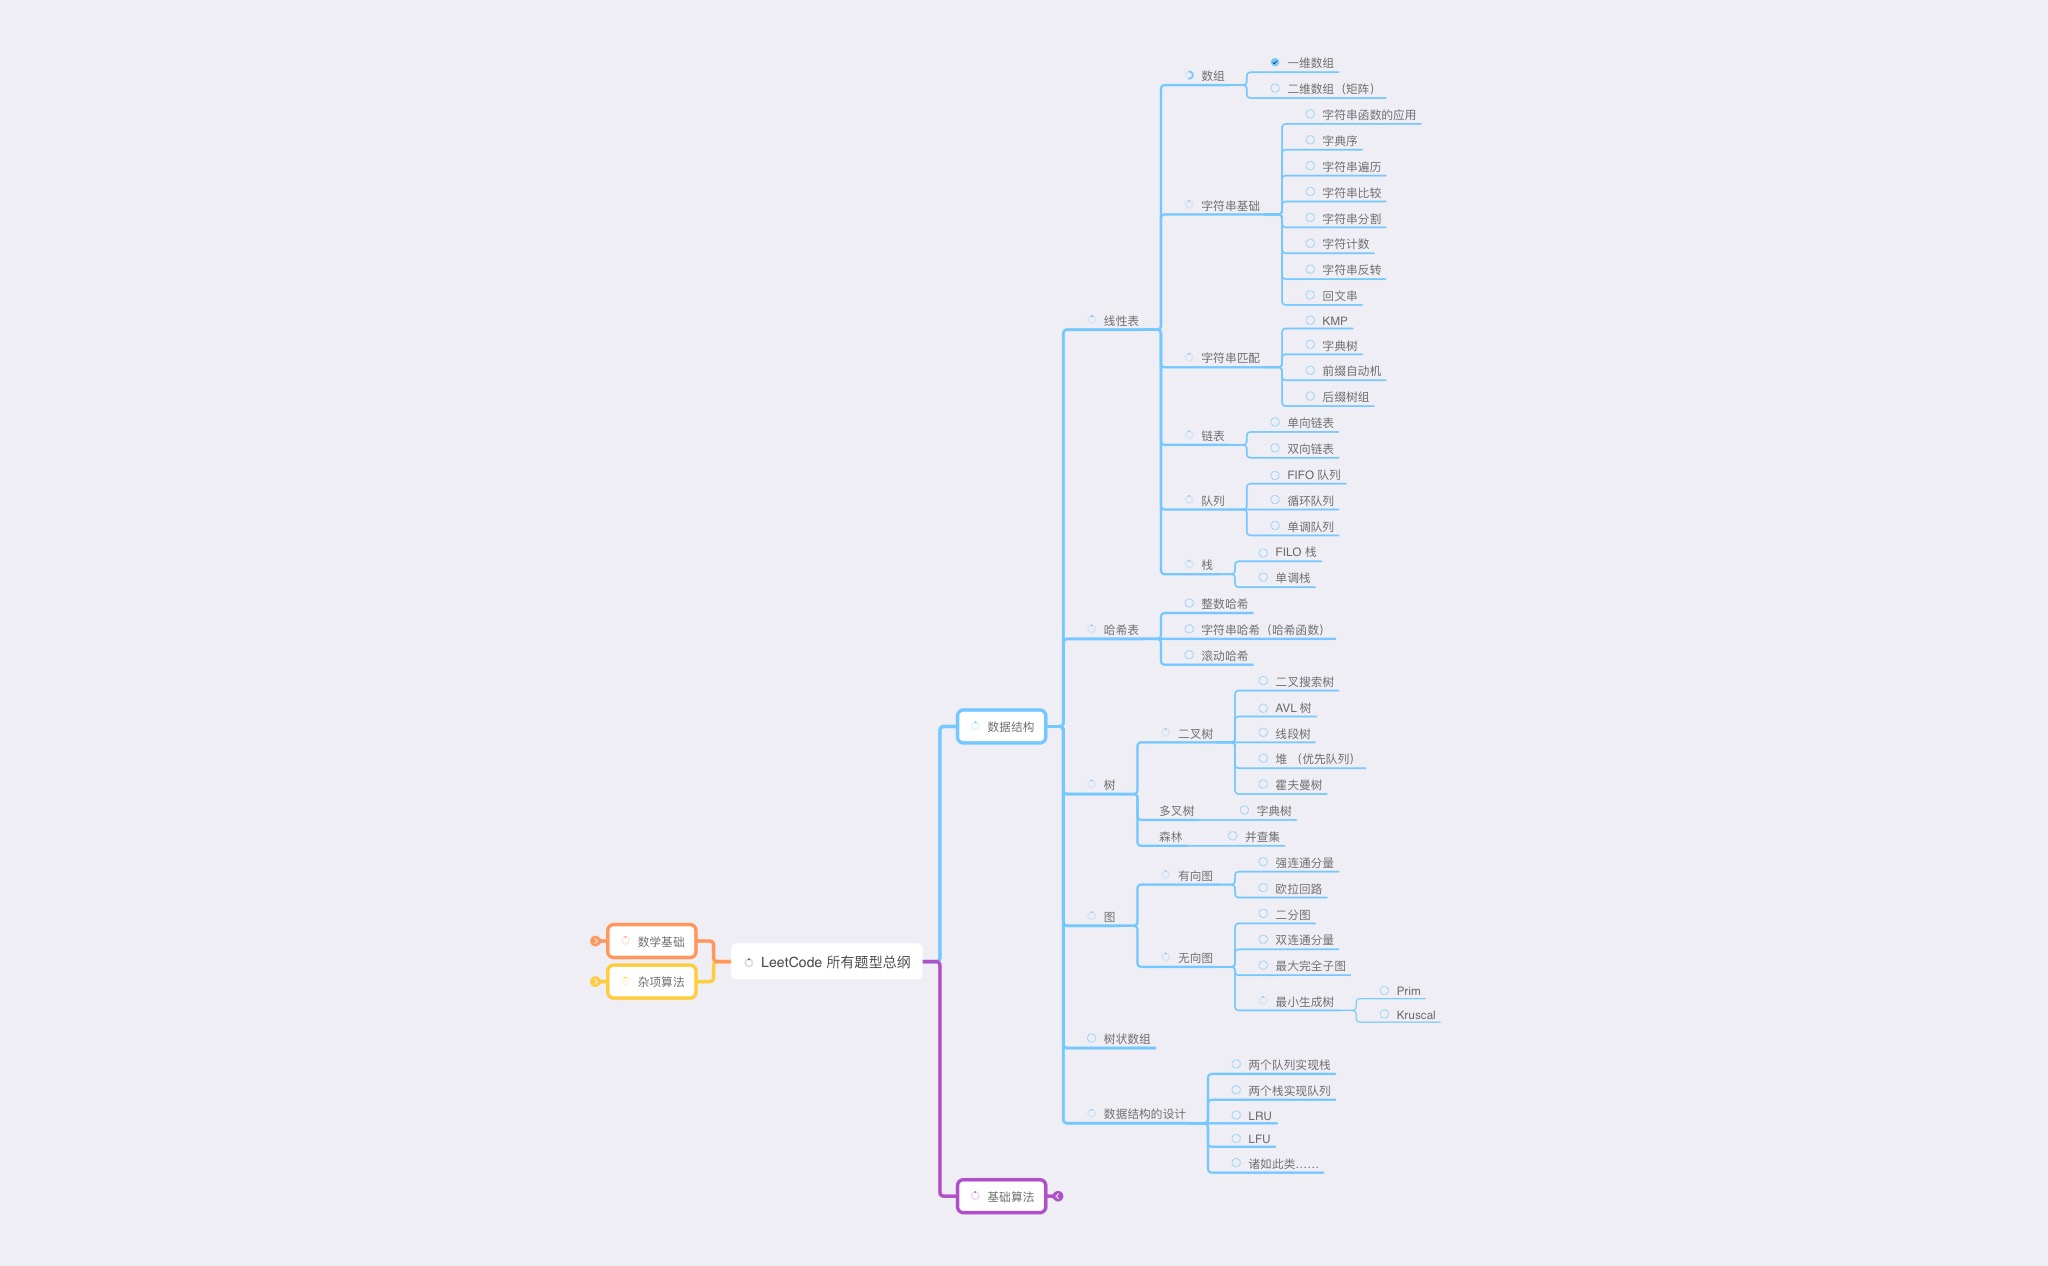 LeetCode 所有题型总纲
数学基础
杂项算法
数据结构
线性表
数组
一维数组
二维数组（矩阵）
字符串基础
字符串函数的应用
字典序
字符串遍历
字符串比较
字符串分割
字符计数
字符串反转
回文串
字符串匹配
KMP
字典树
前缀自动机
后缀树组
链表
单向链表
双向链表
队列
FIFO 队列
循环队列
单调队列
栈
FILO 栈
单调栈
哈希表
整数哈希
字符串哈希（哈希函数）
滚动哈希
树
二叉树
二叉搜索树
AVL 树
线段树
堆 （优先队列）
霍夫曼树
多叉树
字典树
森林
并查集
图
有向图
强连通分量
欧拉回路
无向图
二分图
双连通分量
最大完全子图
最小生成树
Prim
Kruscal
树状数组
数据结构的设计
两个队列实现栈
两个栈实现队列
LRU
LFU
诸如此类……
基础算法